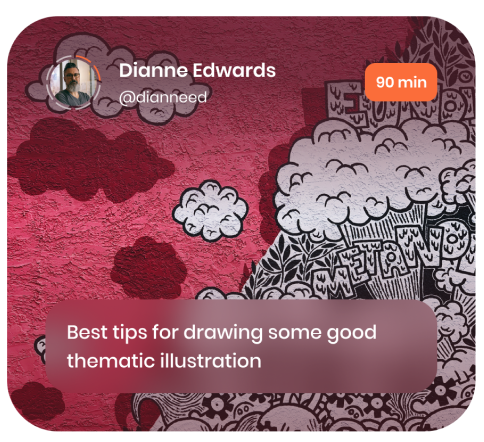 Dianne Edwards
@dianneed
90 min
Best tips for drawing some good
thematic illustration